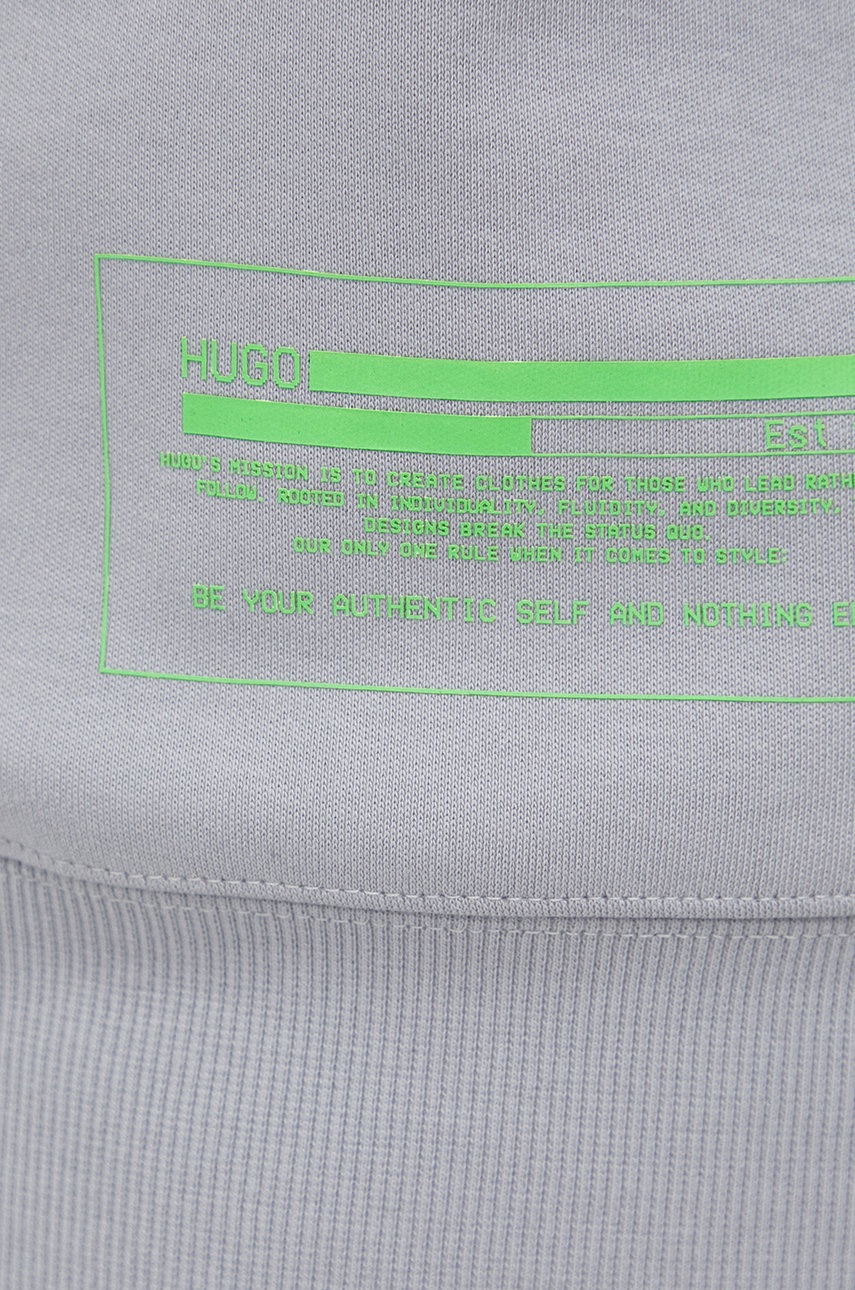 HUGO
Est
HUGO'S MISSION IS TO CREATE CLOTHES FOR THOSE WHO LEAD RATH
FOLLOW. ROOTED IN INDIVIDUALITY, FLUIDITY, AND DIVERSITY,
DESIGNS BREAK THE STATUS QUO.
OUR ONLY ONE RULE WHEN IT COMES TO STYLE:
BE YOUR AUTHENTIC SELF AND NOTHING